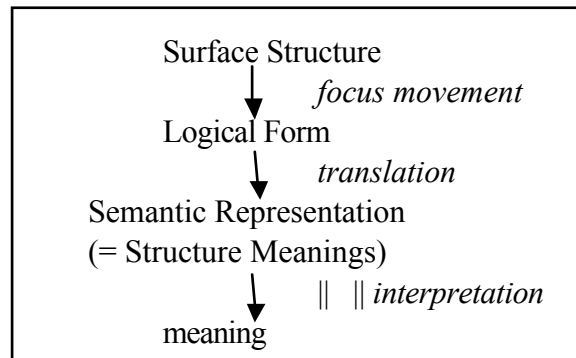 Surface Structure
focus movement
Logical Form
translation
Semantic Representation
(= Structure Meanings)
|| || interpretation
meaning